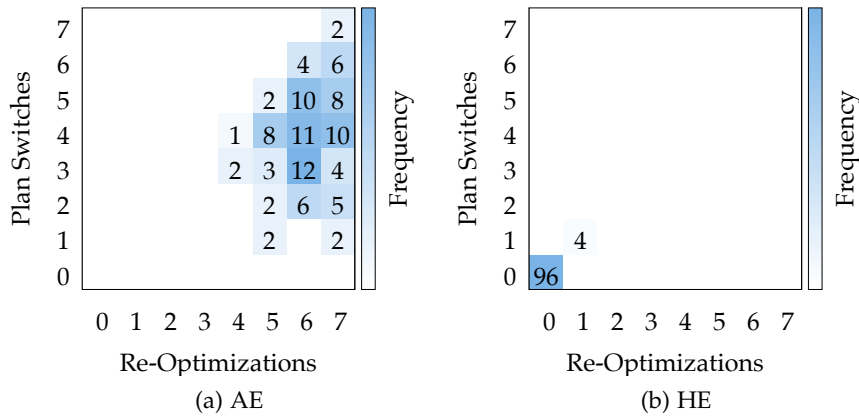 7 2
6 4 6
5 2 10 8
4 1 8 11 10
3 2 3 12 4
2 2 6 5
1 2 2
0
0 1 2 3 4 5 6 7
Plan Switches
Re-Optimizations
Frequency
(a) AE
7
6
5
4
3
2
1 4
0 96
0 1 2 3 4 5 6 7
Plan Switches
Re-Optimizations
Frequency
(b) HE